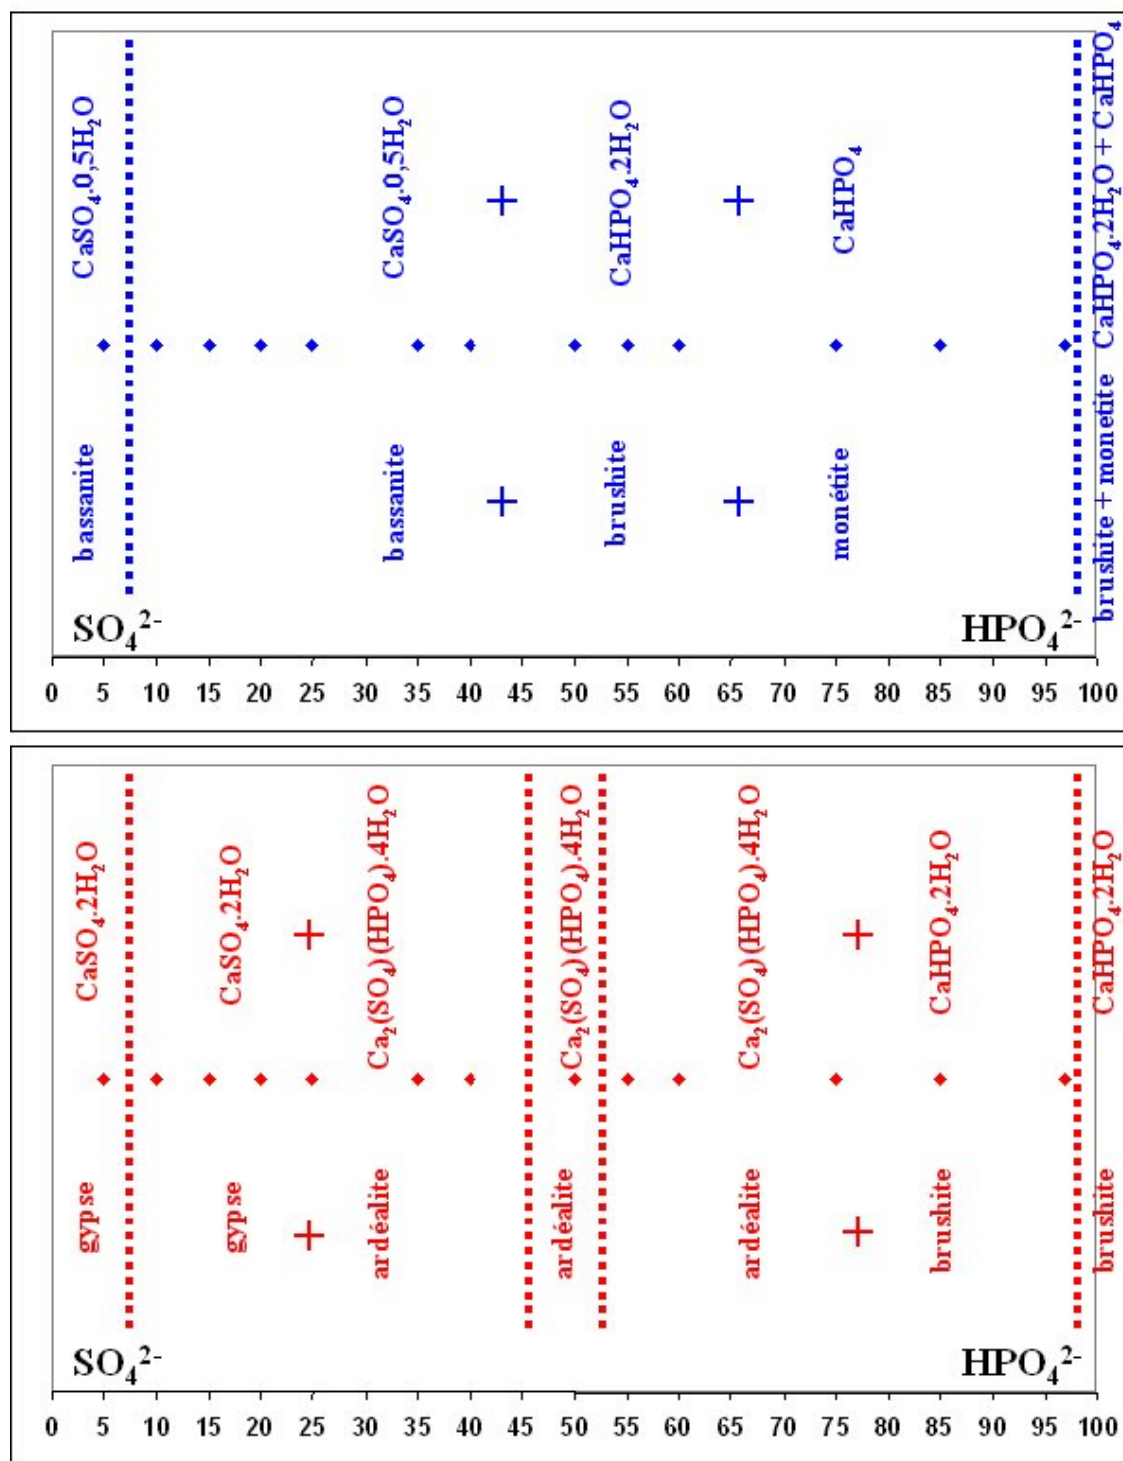 CaSO₄.0,5H₂O
CaSO₄.0,5H₂O
+
CaHPO₄.2H₂O
+
CaHPO₄
CaHPO₄.2H₂O + CaHPO₄
bassanite
bassanite
+
brushite
+
monétite
brushite + monetite
SO₄²⁻
HPO₄²⁻
0 5 10 15 20 25 30 35 40 45 50 55 60 65 70 75 80 85 90 95 100
CaSO₄.2H₂O
CaSO₄.2H₂O
+
Ca₂(SO₄)(HPO₄).4H₂O
Ca₂(SO₄)(HPO₄).4H₂O
Ca₂(SO₄)(HPO₄).4H₂O
+
CaHPO₄.2H₂O
CaHPO₄.2H₂O
gypse
gypse
+
ardéalite
ardéalite
ardéalite
+
brushite
brushite
SO₄²⁻
HPO₄²⁻
0 5 10 15 20 25 30 35 40 45 50 55 60 65 70 75 80 85 90 95 100